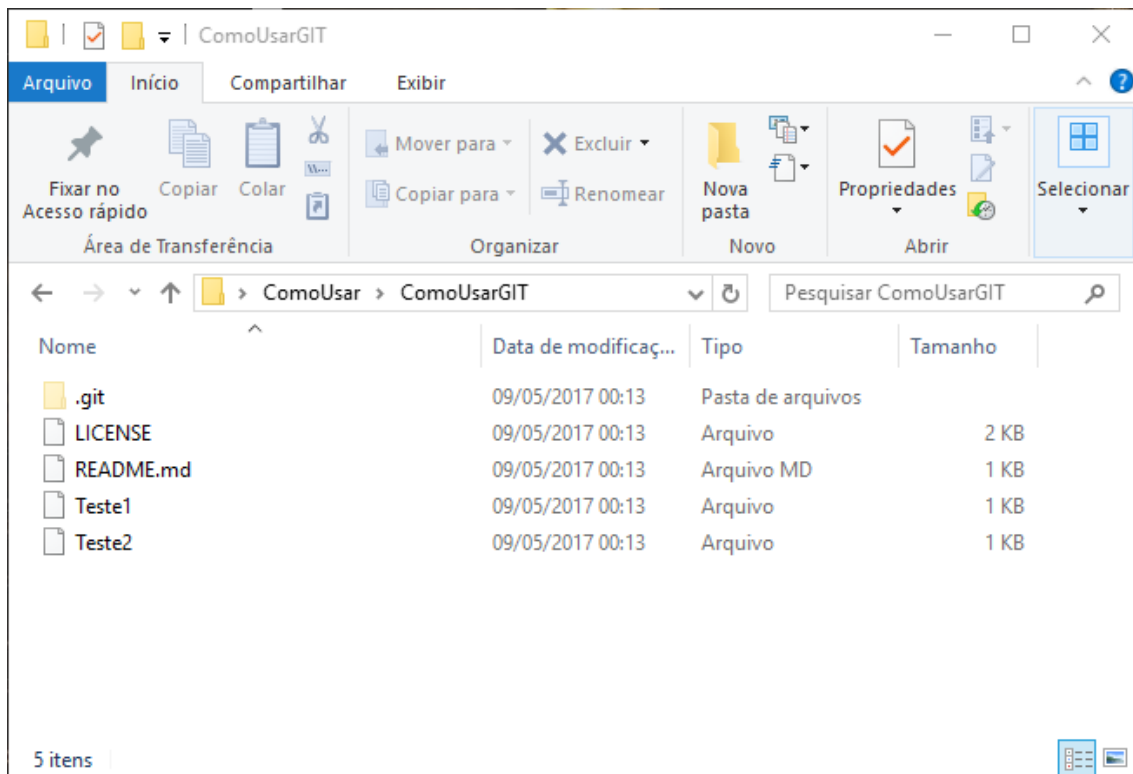 ComoUsarGIT
Arquivo Início Compartilhar Exibir
Fixar no
Acesso rápido
Copiar
Colar
Área de Transferência
Mover para
Copiar para
Excluir
Renomear
Organizar
Nova
pasta
Novo
Propriedades
Abrir
Selecionar
> ComoUsar > ComoUsarGIT
Pesquisar ComoUsarGIT
Nome Data de modificaç... Tipo Tamanho
.git 09/05/2017 00:13 Pasta de arquivos
LICENSE 09/05/2017 00:13 Arquivo 2 KB
README.md 09/05/2017 00:13 Arquivo MD 1 KB
Teste1 09/05/2017 00:13 Arquivo 1 KB
Teste2 09/05/2017 00:13 Arquivo 1 KB
5 itens